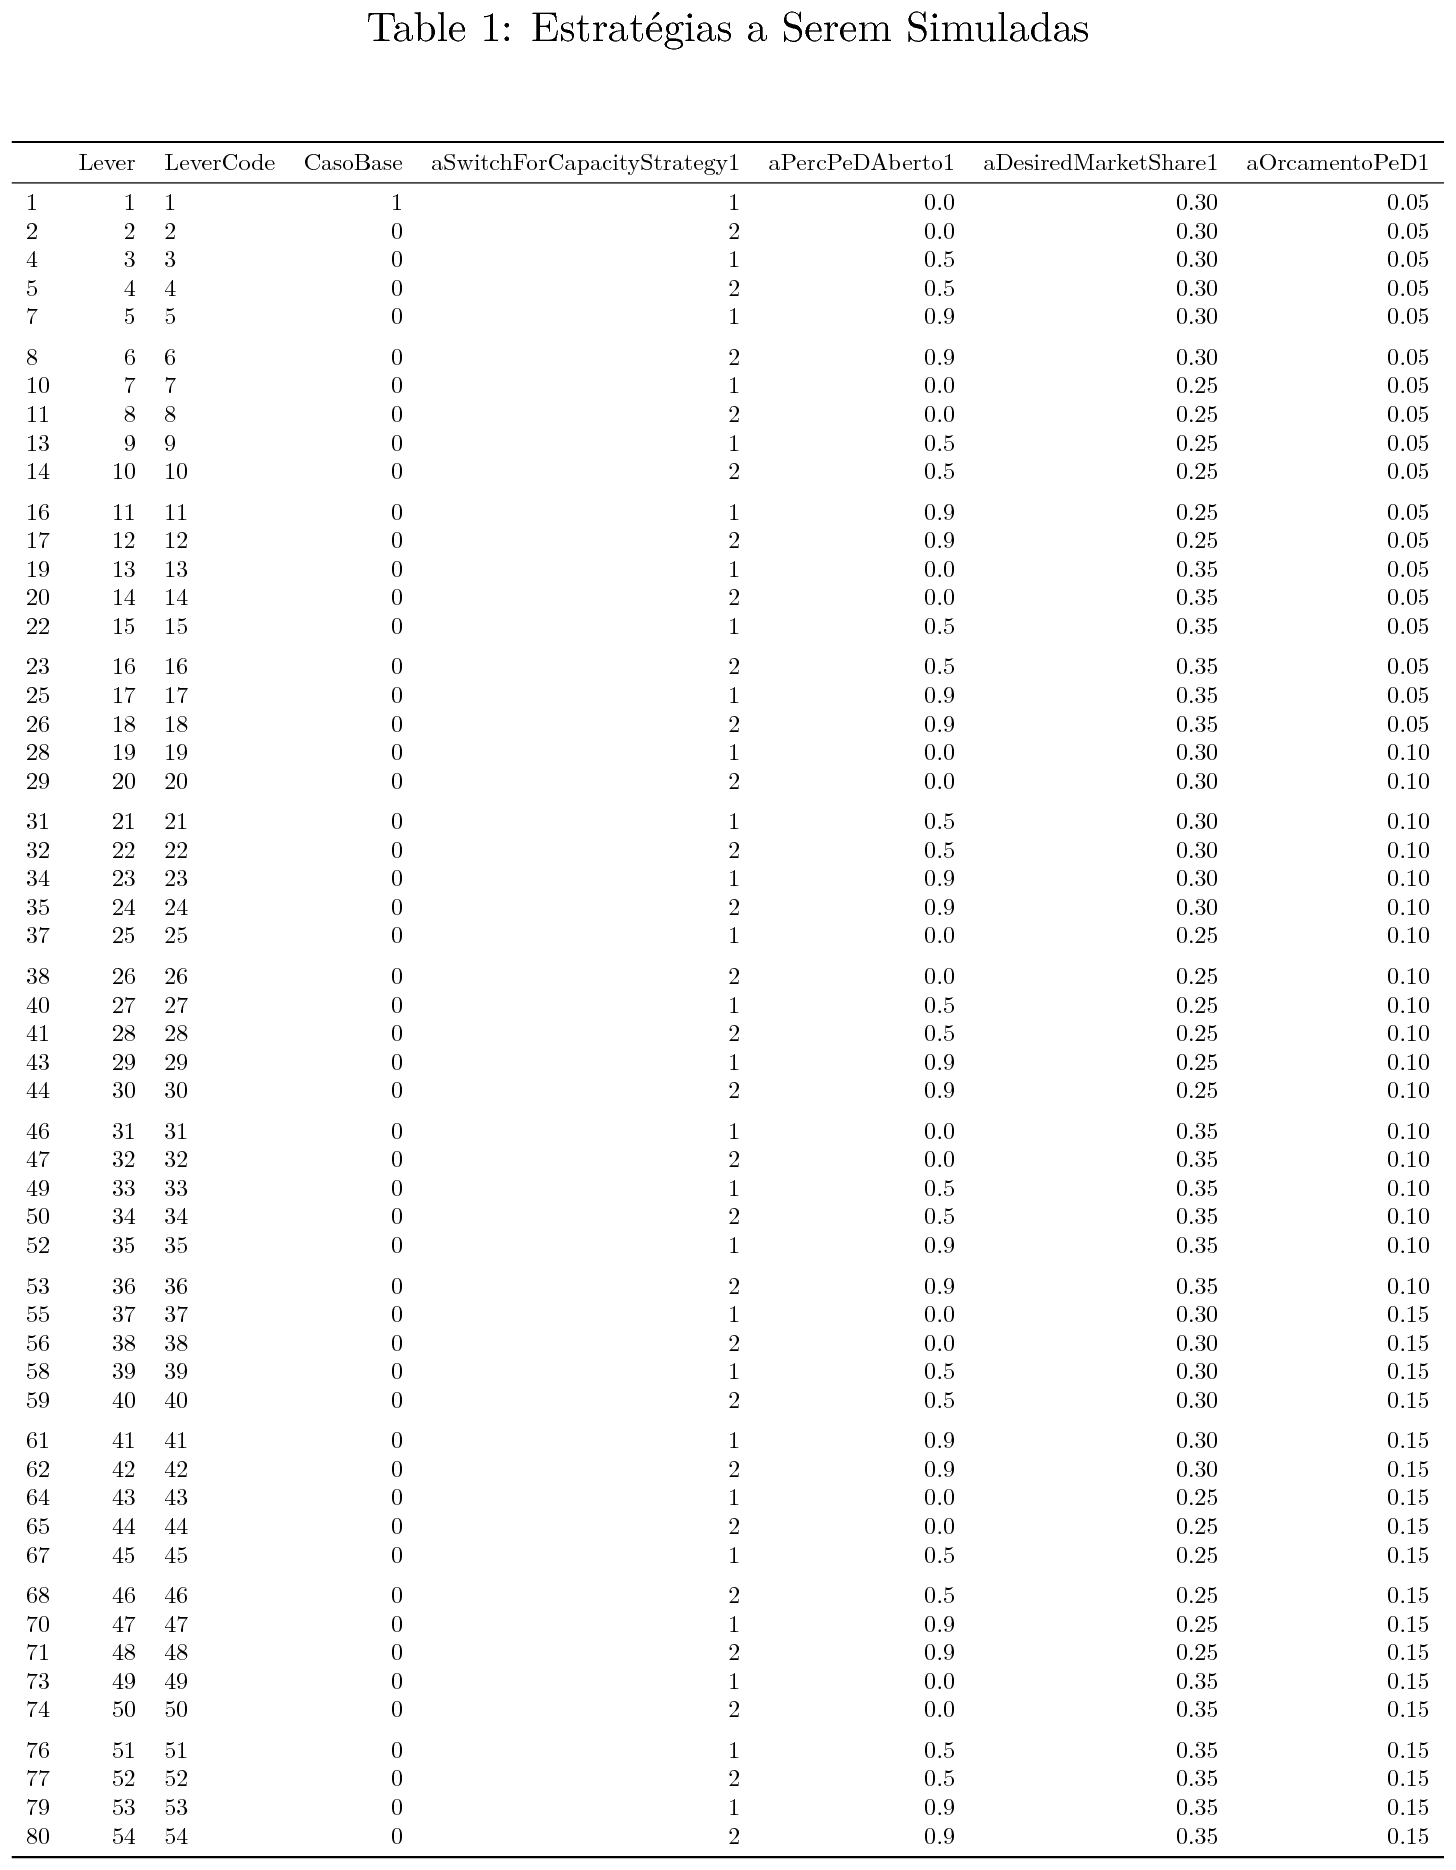 Table 1: Estratégias a Serem Simuladas
Lever LeverCode CasoBase aSwitchForCapacityStrategy1 aPercPeDAberto1 aDesiredMarketShare1 aOrcamentoPeD1
1 1 1 1 1 0.0 0.30 0.05
2 2 2 0 2 0.0 0.30 0.05
4 3 3 0 1 0.5 0.30 0.05
5 4 4 0 2 0.5 0.30 0.05
7 5 5 0 1 0.9 0.30 0.05
8 6 6 0 2 0.9 0.30 0.05
10 7 7 0 1 0.0 0.25 0.05
11 8 8 0 2 0.0 0.25 0.05
13 9 9 0 1 0.5 0.25 0.05
14 10 10 0 2 0.5 0.25 0.05
16 11 11 0 1 0.9 0.25 0.05
17 12 12 0 2 0.9 0.25 0.05
19 13 13 0 1 0.0 0.35 0.05
20 14 14 0 2 0.0 0.35 0.05
22 15 15 0 1 0.5 0.35 0.05
23 16 16 0 2 0.5 0.35 0.05
25 17 17 0 1 0.9 0.35 0.05
26 18 18 0 2 0.9 0.35 0.05
28 19 19 0 1 0.0 0.30 0.10
29 20 20 0 2 0.0 0.30 0.10
31 21 21 0 1 0.5 0.30 0.10
32 22 22 0 2 0.5 0.30 0.10
34 23 23 0 1 0.9 0.30 0.10
35 24 24 0 2 0.9 0.30 0.10
37 25 25 0 1 0.0 0.25 0.10
38 26 26 0 2 0.0 0.25 0.10
40 27 27 0 1 0.5 0.25 0.10
41 28 28 0 2 0.5 0.25 0.10
43 29 29 0 1 0.9 0.25 0.10
44 30 30 0 2 0.9 0.25 0.10
46 31 31 0 1 0.0 0.35 0.10
47 32 32 0 2 0.0 0.35 0.10
49 33 33 0 1 0.5 0.35 0.10
50 34 34 0 2 0.5 0.35 0.10
52 35 35 0 1 0.9 0.35 0.10
53 36 36 0 2 0.9 0.35 0.10
55 37 37 0 1 0.0 0.30 0.15
56 38 38 0 2 0.0 0.30 0.15
58 39 39 0 1 0.5 0.30 0.15
59 40 40 0 2 0.5 0.30 0.15
61 41 41 0 1 0.9 0.30 0.15
62 42 42 0 2 0.9 0.30 0.15
64 43 43 0 1 0.0 0.25 0.15
65 44 44 0 2 0.0 0.25 0.15
67 45 45 0 1 0.5 0.25 0.15
68 46 46 0 2 0.5 0.25 0.15
70 47 47 0 1 0.9 0.25 0.15
71 48 48 0 2 0.9 0.25 0.15
73 49 49 0 1 0.0 0.35 0.15
74 50 50 0 2 0.0 0.35 0.15
76 51 51 0 1 0.5 0.35 0.15
77 52 52 0 2 0.5 0.35 0.15
79 53 53 0 1 0.9 0.35 0.15
80 54 54 0 2 0.9 0.35 0.15